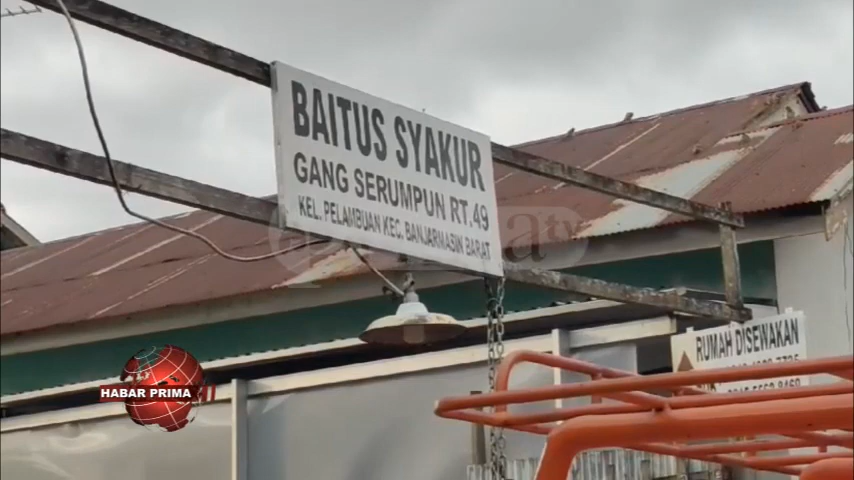 BAITUS SYAKUR
GANG SERUMPUN RT.49
KEL. PELAMBUAN KEC. BANJARMASIN BARAT
RUMAH DISEWAKAN
HABAR PRIMA